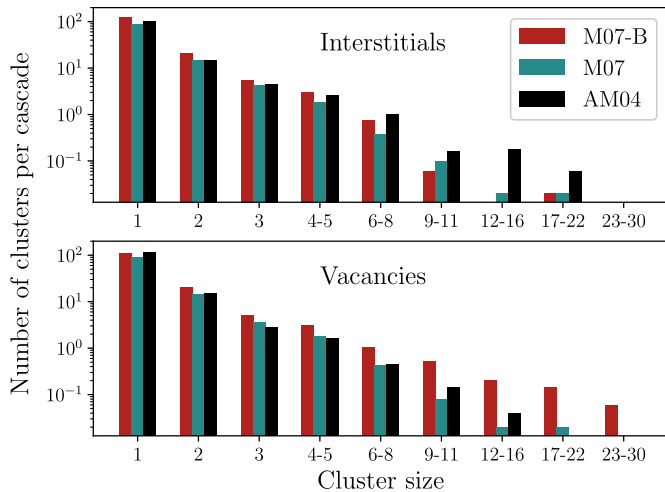 Number of clusters per cascade
10²
10¹
10⁰
10⁻¹
Interstitials
M07-B
M07
AM04
1 2 3 4-5 6-8 9-11 12-16 17-22 23-30
10²
10¹
10⁰
10⁻¹
Vacancies
1 2 3 4-5 6-8 9-11 12-16 17-22 23-30
Cluster size